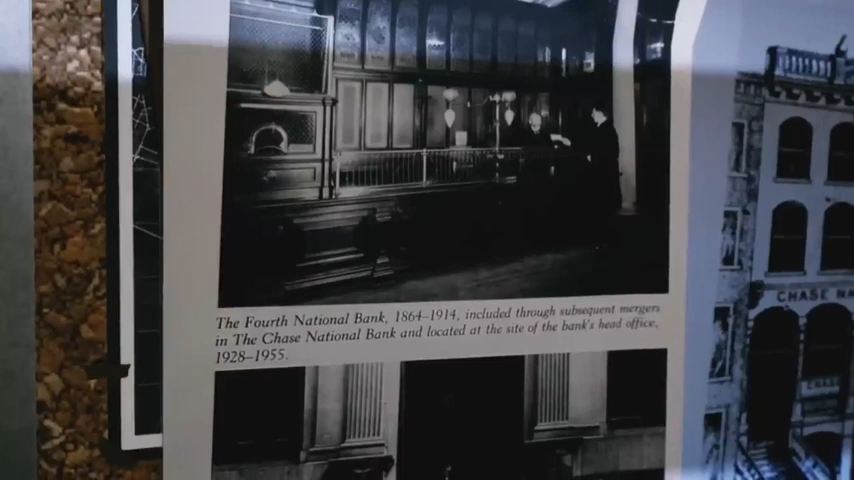 The Fourth National Bank, 1864–1914, included through subsequent mergers
in The Chase National Bank and located at the site of the bank's head office,
1928–1955.
CHASE NA
CHASE